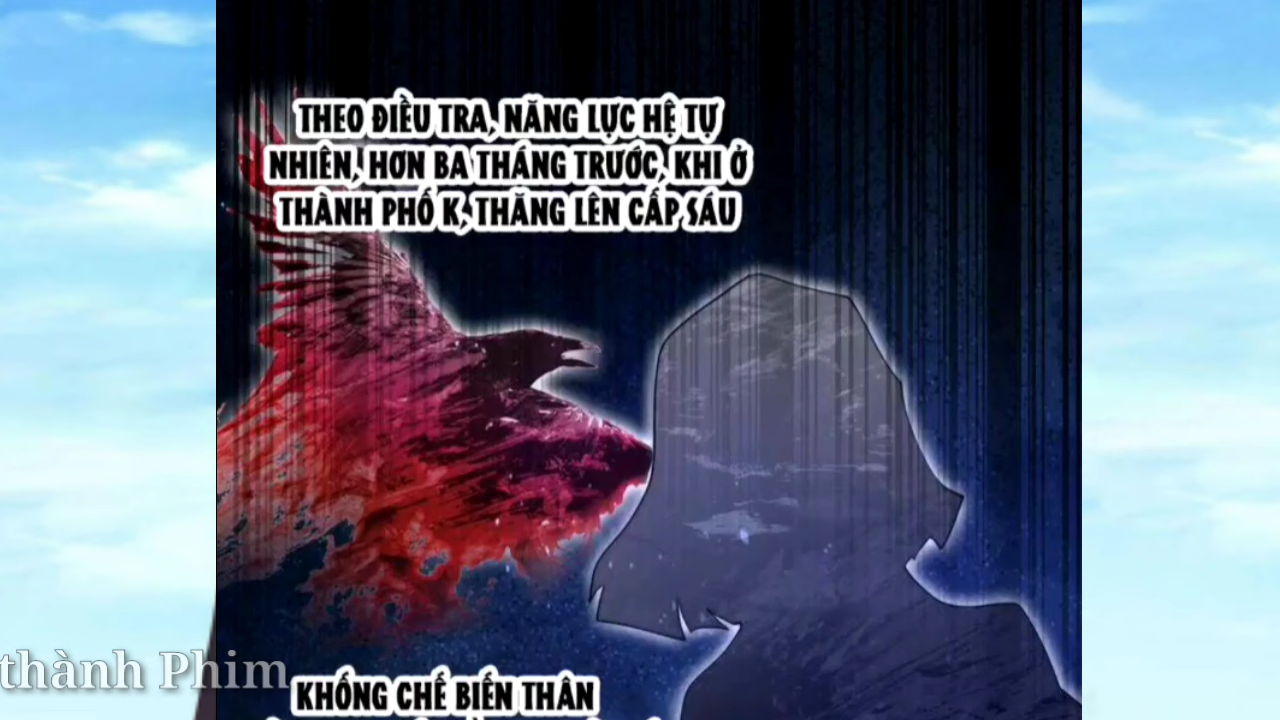 THEO ĐIỀU TRA, NĂNG LỰC HỆ TỰ
NHIÊN, HƠN BA THÁNG TRƯỚC, KHI Ở
THÀNH PHỐ K, THĂNG LÊN CẤP SÁU
thành Phim
KHỐNG CHẾ BIẾN THÂN